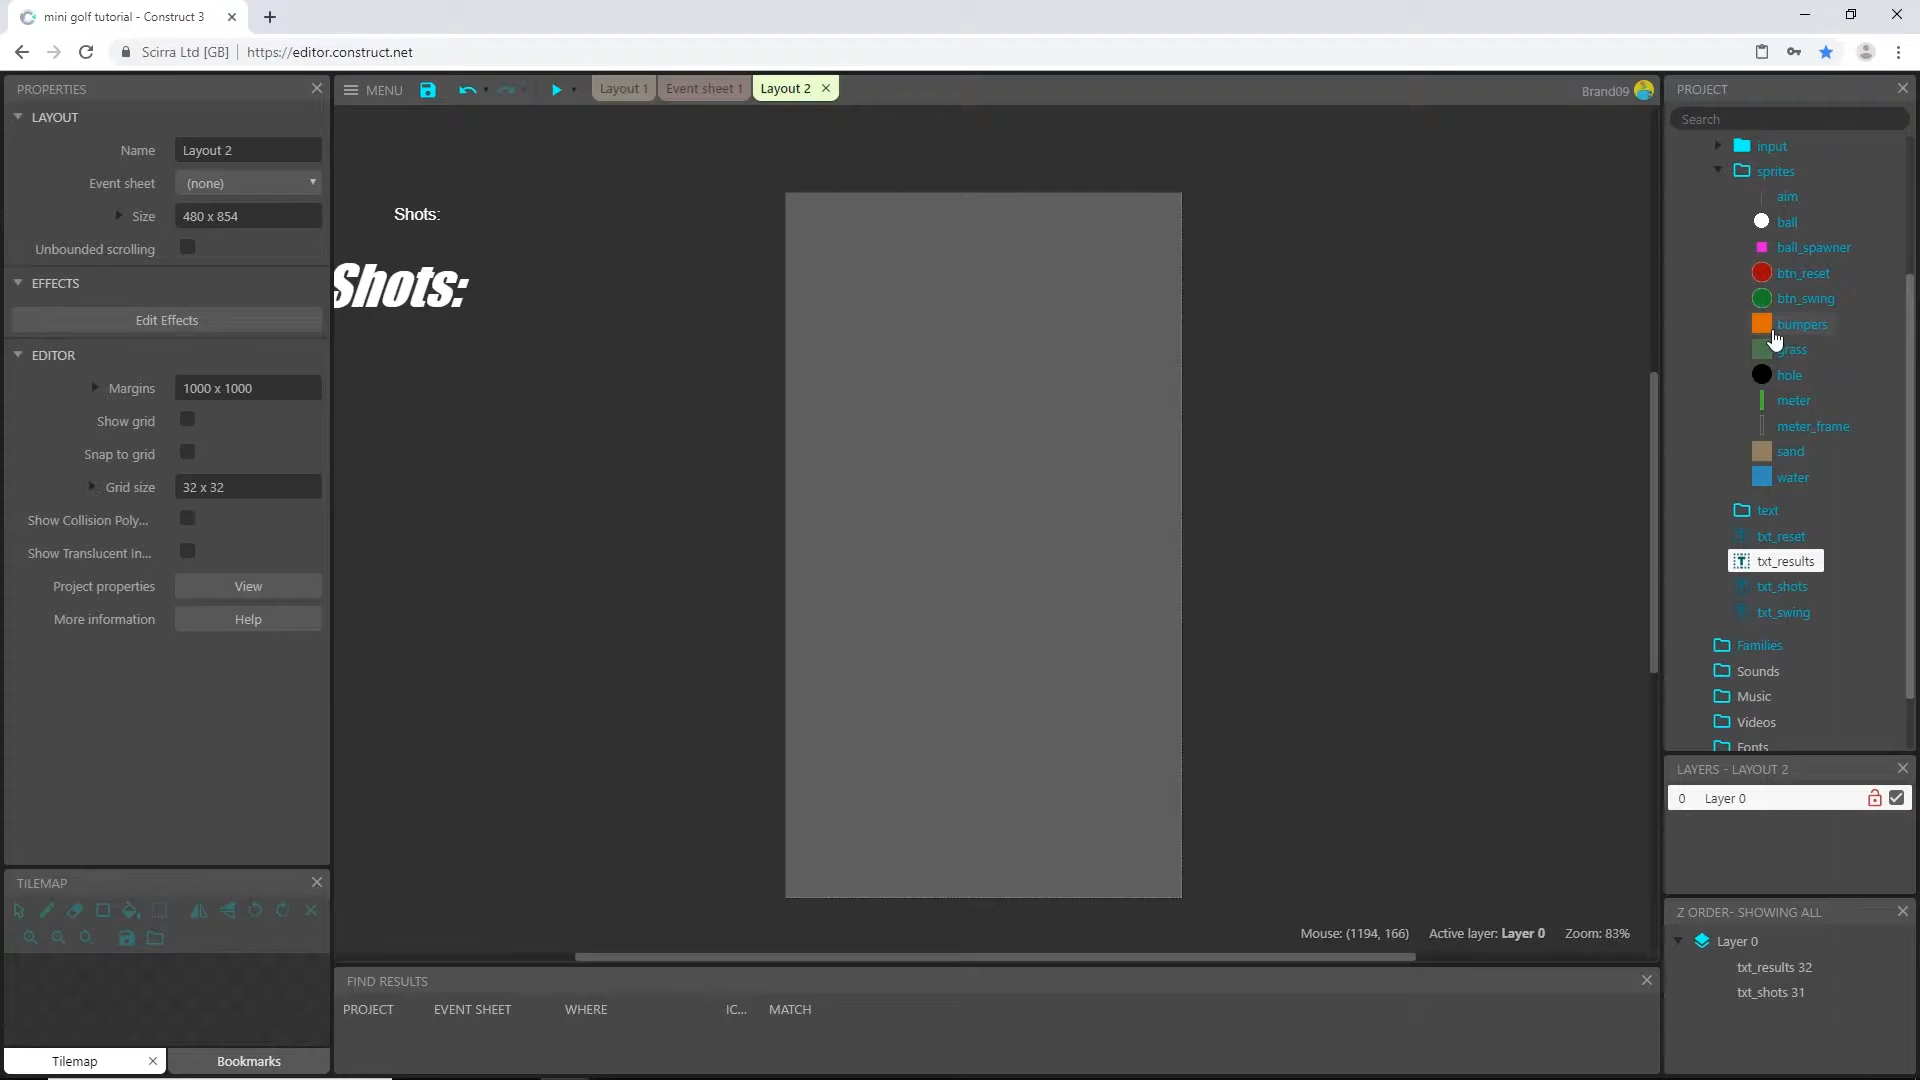 mini golf tutorial - Construct 3
Scirra Ltd [GB] https://editor.construct.net
PROPERTIES
LAYOUT
Name Layout 2
Event sheet (none)
Size 480 x 854
Unbounded scrolling
EFFECTS
Edit Effects
EDITOR
Margins 1000 x 1000
Show grid
Snap to grid
Grid size 32 x 32
Show Collision Poly...
Show Translucent In...
Project properties View
More information Help
TILEMAP
Tilemap Bookmarks
MENU Layout 1 Event sheet 1 Layout 2 Brand09
Shots:
Shots:
Mouse: (1194, 166) Active layer: Layer 0 Zoom: 83%
FIND RESULTS
PROJECT EVENT SHEET WHERE IC... MATCH
PROJECT
Search
input
sprites
aim
ball
ball_spawner
btn_reset
btn_swing
bumpers
grass
hole
meter
meter_frame
sand
water
text
txt_reset
txt_results
txt_shots
txt_swing
Families
Sounds
Music
Videos
Fonts
LAYERS - LAYOUT 2
0 Layer 0
Z ORDER- SHOWING ALL
Layer 0
txt_results 32
txt_shots 31